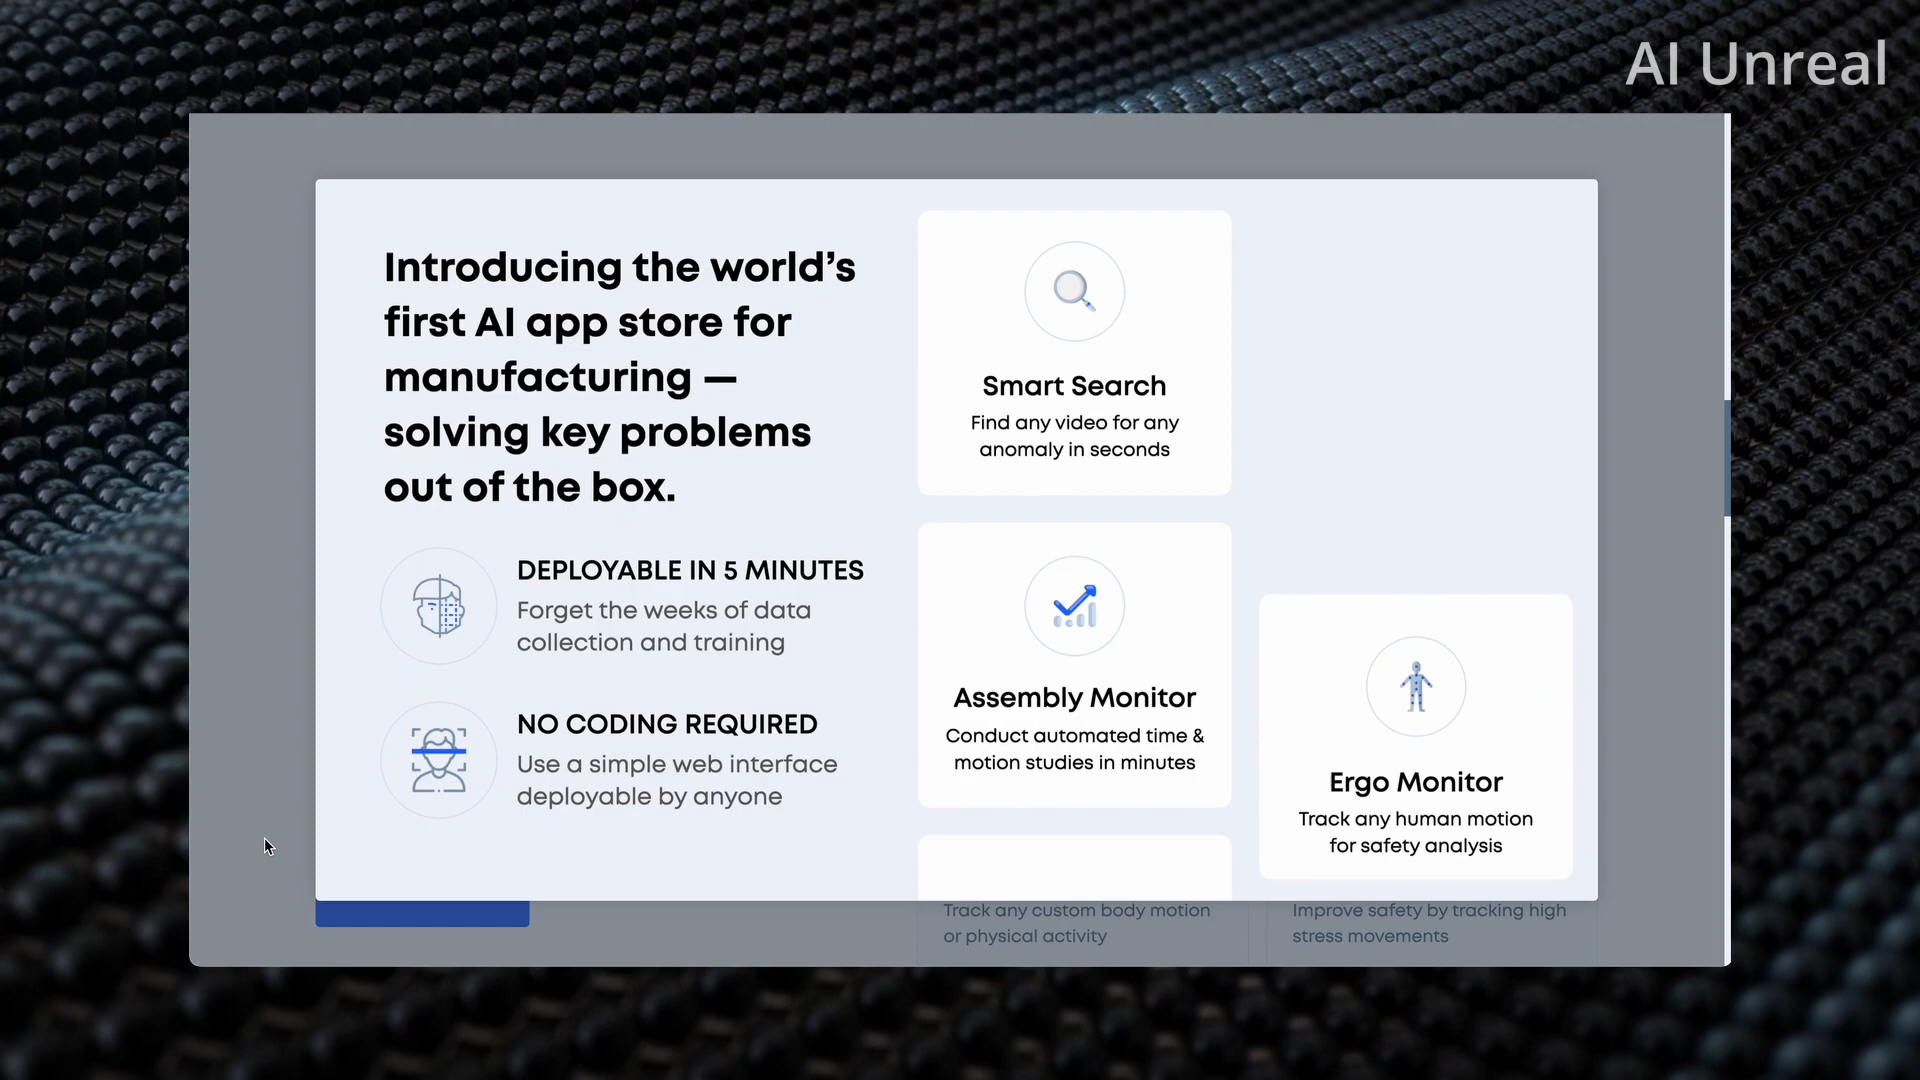 AI Unreal
Introducing the world’s
first AI app store for
manufacturing —
solving key problems
out of the box.
DEPLOYABLE IN 5 MINUTES
Forget the weeks of data
collection and training
NO CODING REQUIRED
Use a simple web interface
deployable by anyone
Smart Search
Find any video for any
anomaly in seconds
Assembly Monitor
Conduct automated time &
motion studies in minutes
Ergo Monitor
Track any human motion
for safety analysis
Track any custom body motion
or physical activity
Improve safety by tracking high
stress movements